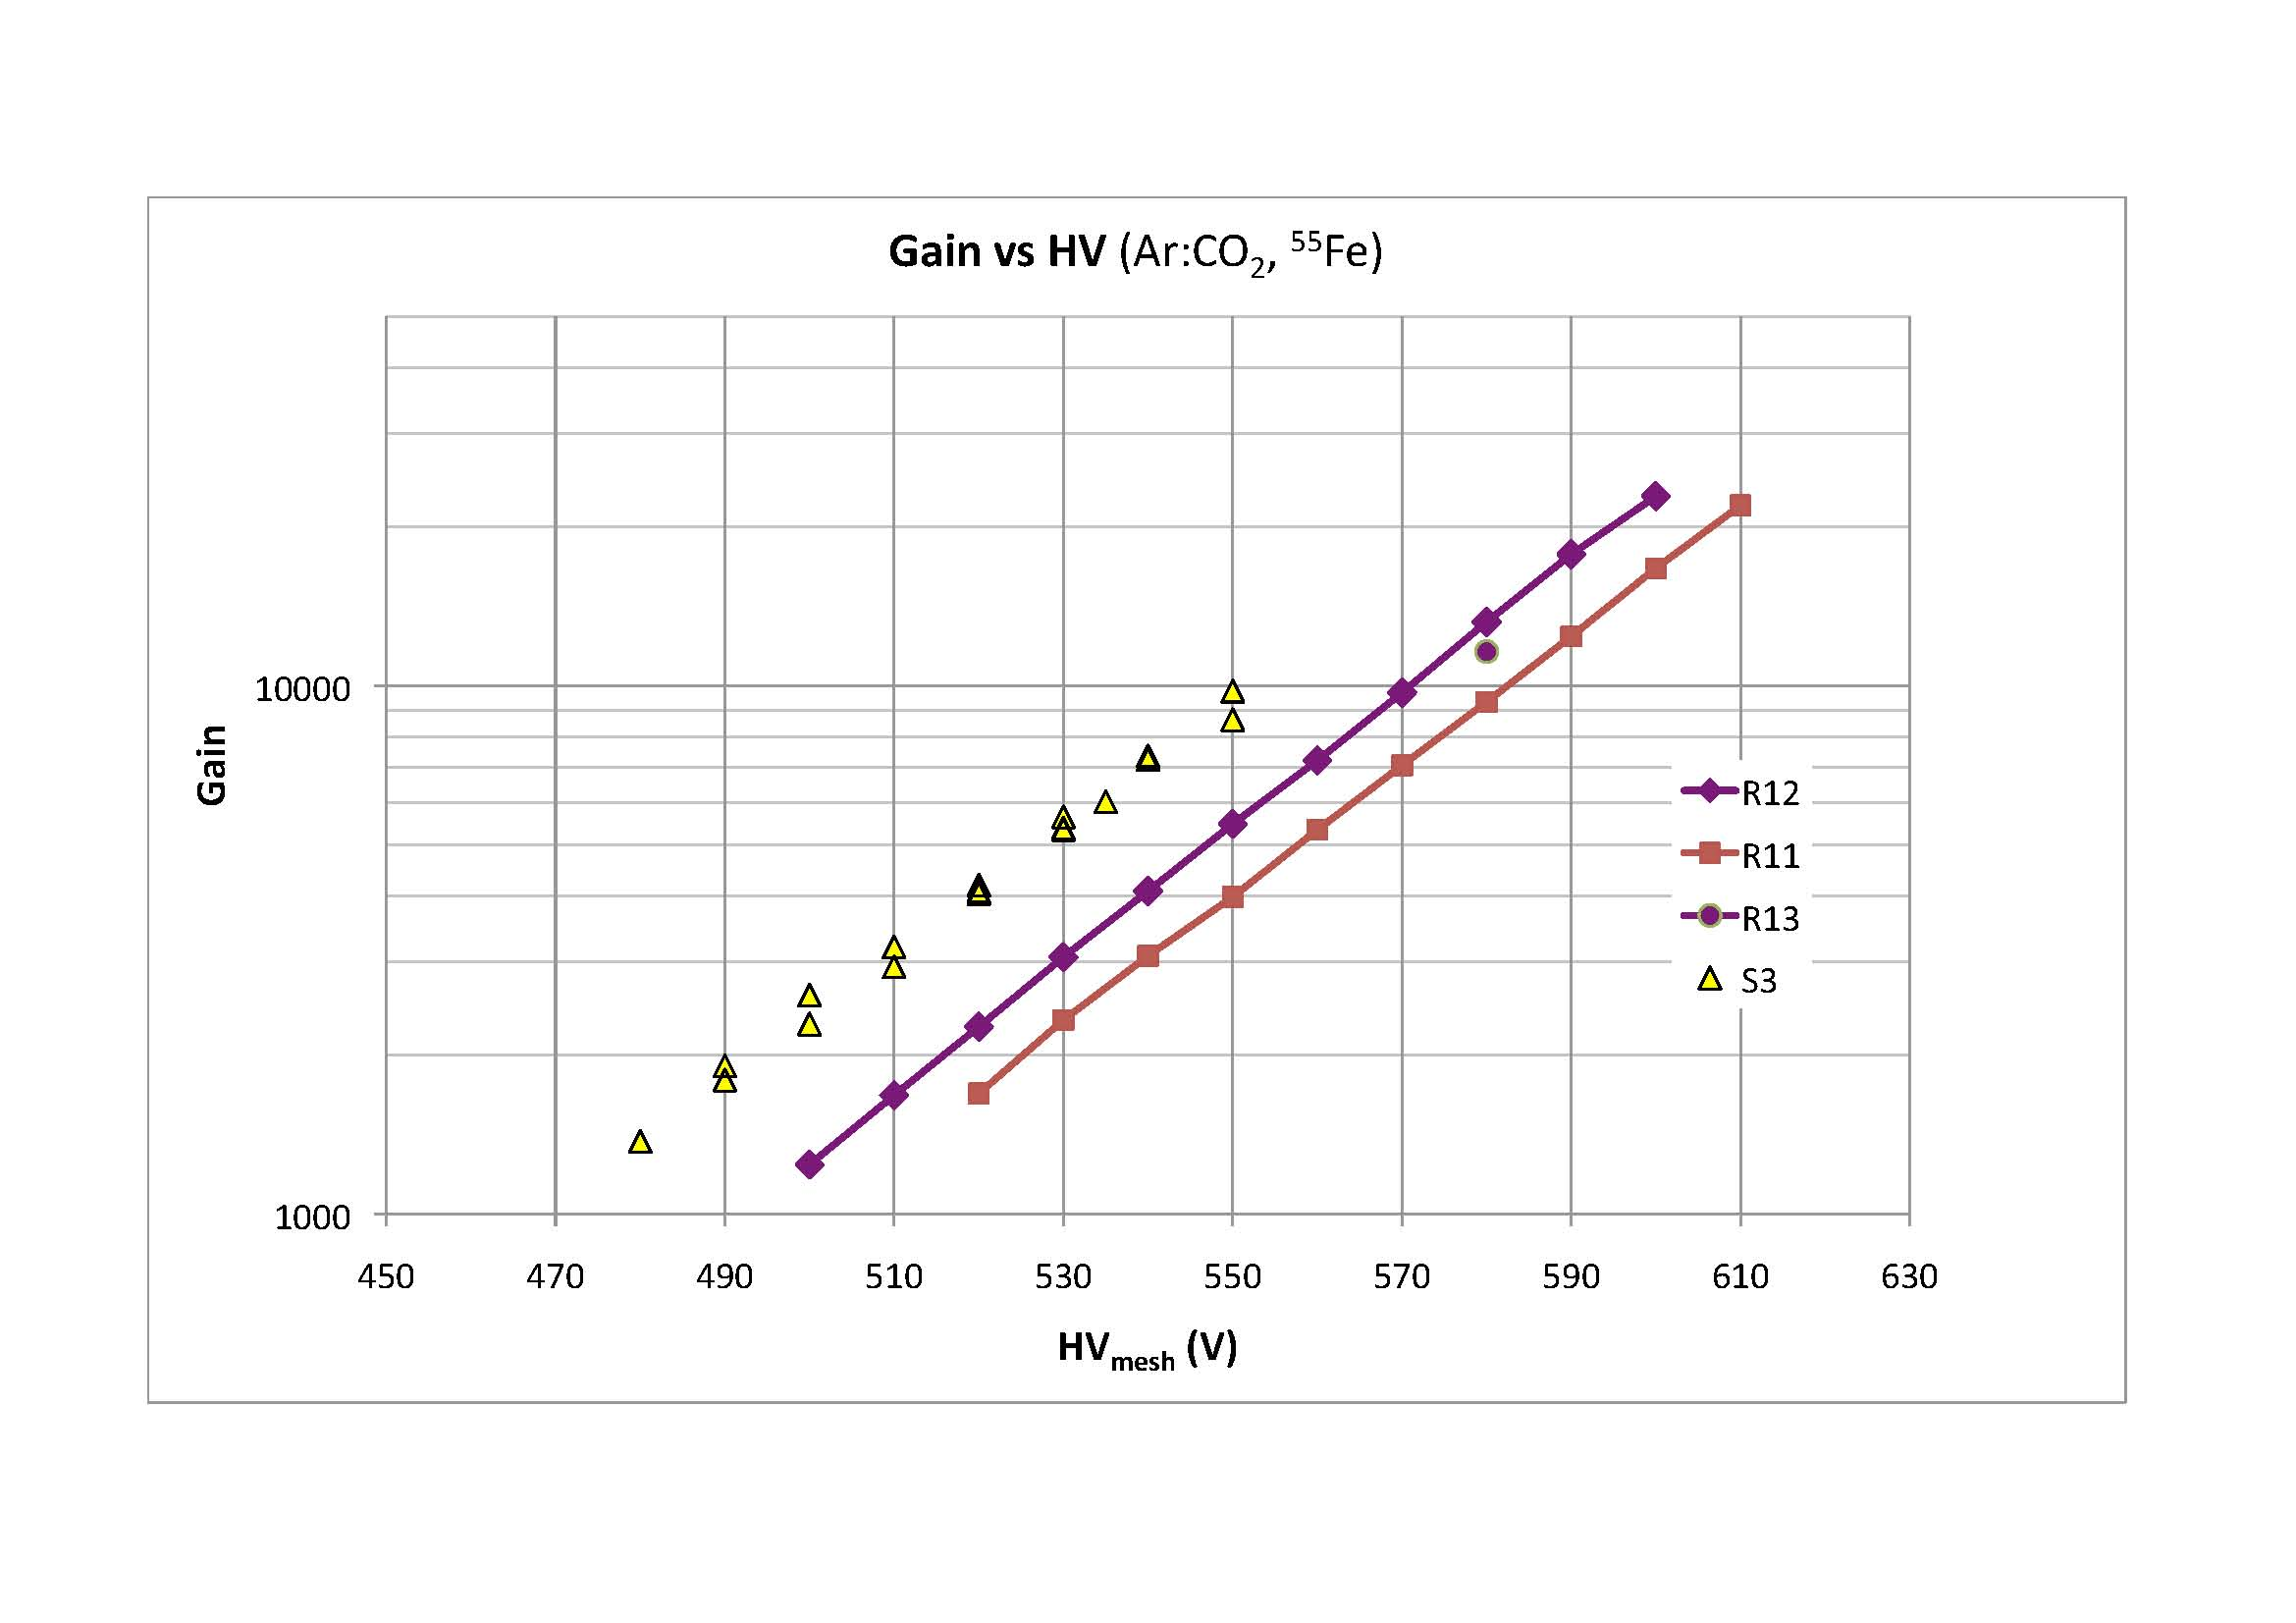 Gain vs HV (Ar:CO₂, ⁵⁵Fe)
10000
Gain
R12
R11
R13
S3
1000
450 470 490 510 530 550 570 590 610 630
HVmesh (V)